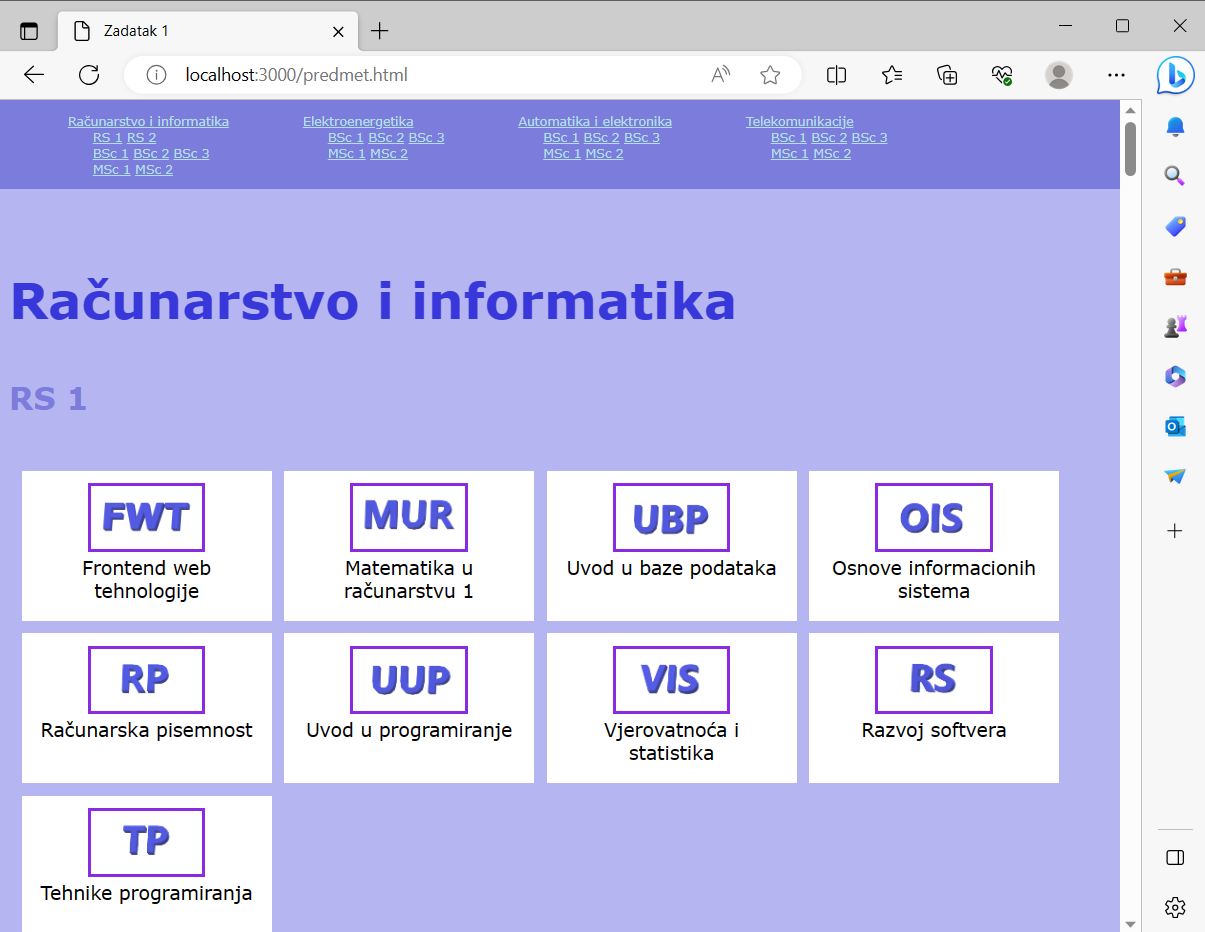 Zadatak 1
localhost:3000/predmet.html
Računarstvo i informatika
RS 1 RS 2
BSc 1 BSc 2 BSc 3
MSc 1 MSc 2
Elektroenergetika
BSc 1 BSc 2 BSc 3
MSc 1 MSc 2
Automatika i elektronika
BSc 1 BSc 2 BSc 3
MSc 1 MSc 2
Telekomunikacije
BSc 1 BSc 2 BSc 3
MSc 1 MSc 2
Računarstvo i informatika
RS 1
FWT
Frontend web
tehnologije
MUR
Matematika u
računarstvu 1
UBP
Uvod u baze podataka
OIS
Osnove informacionih
sistema
RP
Računarska pisemnost
UUP
Uvod u programiranje
VIS
Vjerovatnoća i
statistika
RS
Razvoj softvera
TP
Tehnike programiranja